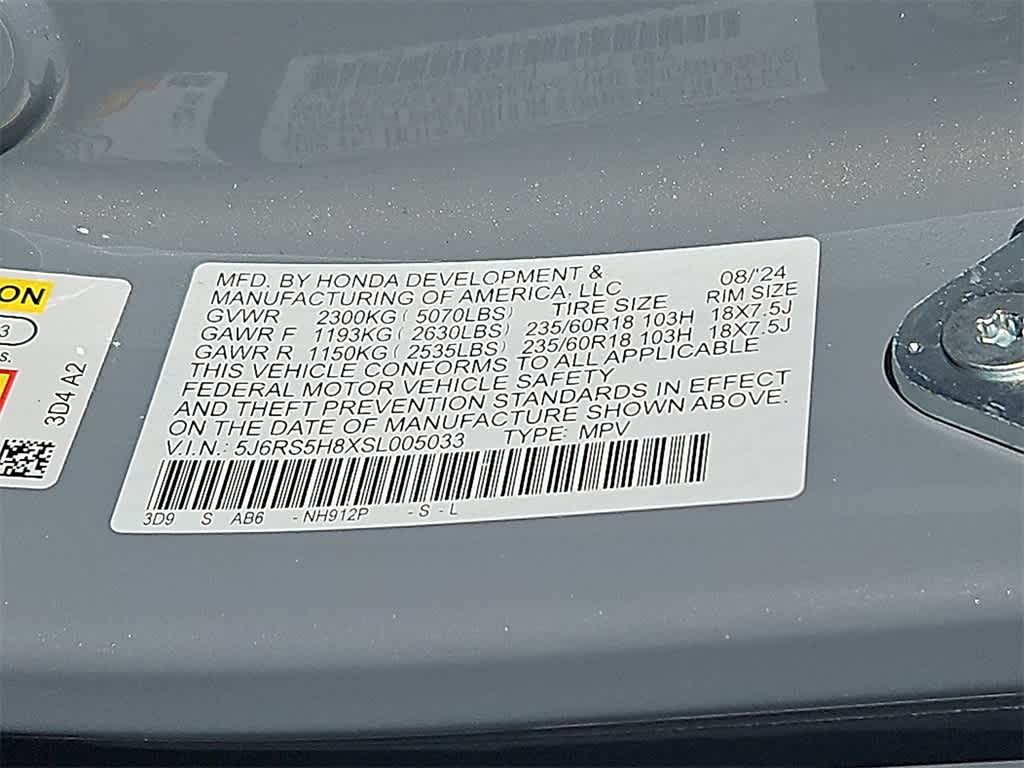 MFD. BY HONDA DEVELOPMENT & 08/'24
MANUFACTURING OF AMERICA, LLC
TIRE SIZE RIM SIZE
GVWR 2300KG ( 5070LBS)
GAWR F 1193KG ( 2630LBS) 235/60R18 103H 18X7.5J
GAWR R 1150KG ( 2535LBS) 235/60R18 103H 18X7.5J
THIS VEHICLE CONFORMS TO ALL APPLICABLE
FEDERAL MOTOR VEHICLE SAFETY
AND THEFT PREVENTION STANDARDS IN EFFECT
ON THE DATE OF MANUFACTURE SHOWN ABOVE.
V.I.N.: 5J6RS5H8XSL005033 TYPE: MPV
3D9 S AB6 - NH912P - S - L
ON
3
s.
3D4 A2